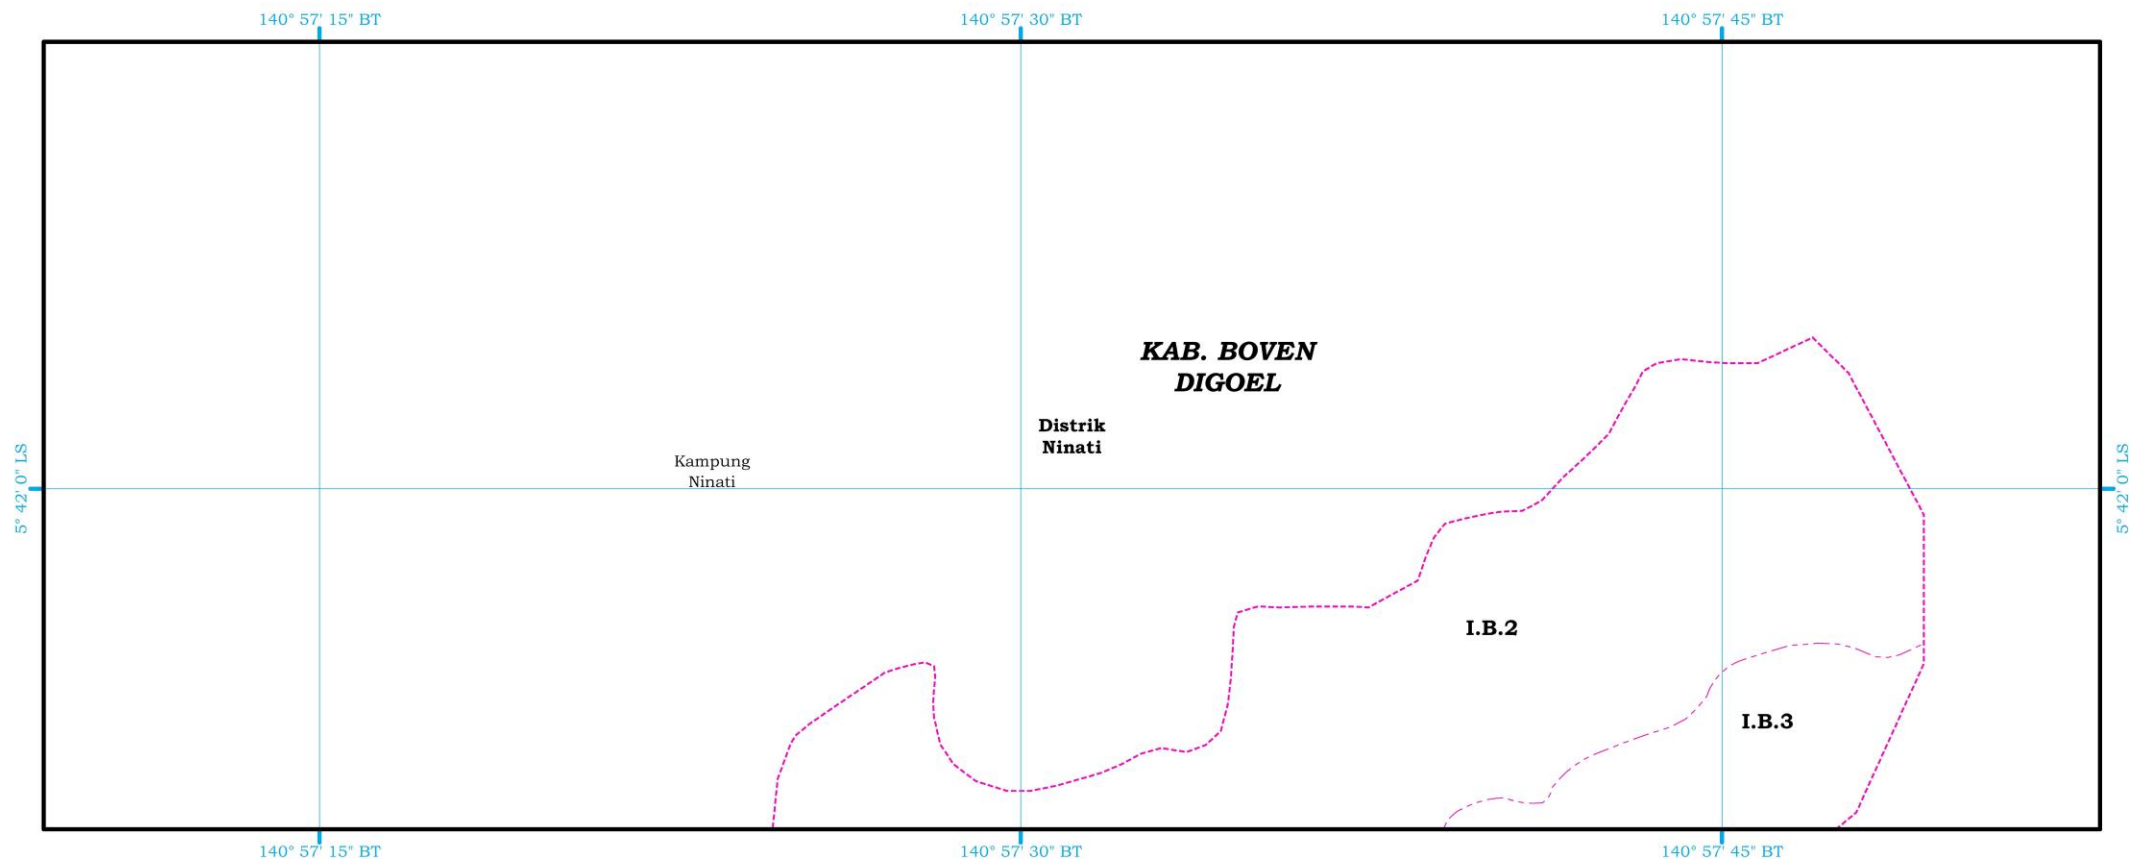 140° 57' 15" BT
140° 57' 30" BT
140° 57' 45" BT
KAB. BOVEN
DIGOEL
Distrik
Ninati
Kampung
Ninati
5° 42' 0" LS
5° 42' 0" LS
I.B.2
I.B.3
140° 57' 15" BT
140° 57' 30" BT
140° 57' 45" BT